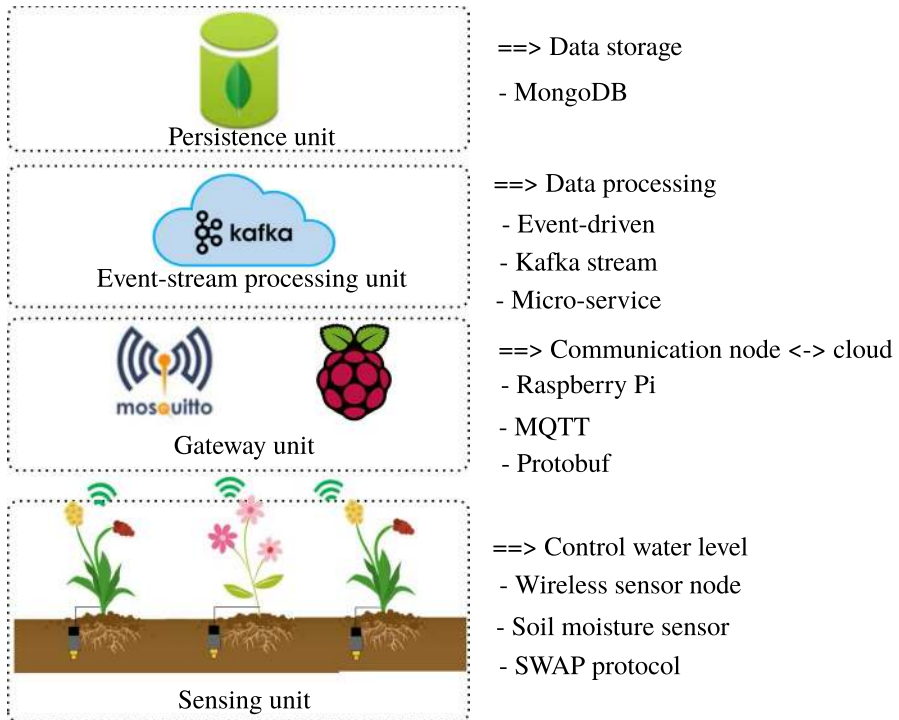 Persistence unit
==> Data storage
- MongoDB
kafka
Event-stream processing unit
==> Data processing
- Event-driven
- Kafka stream
- Micro-service
mosquitto
Gateway unit
==> Communication node <-> cloud
- Raspberry Pi
- MQTT
- Protobuf
Sensing unit
==> Control water level
- Wireless sensor node
- Soil moisture sensor
- SWAP protocol